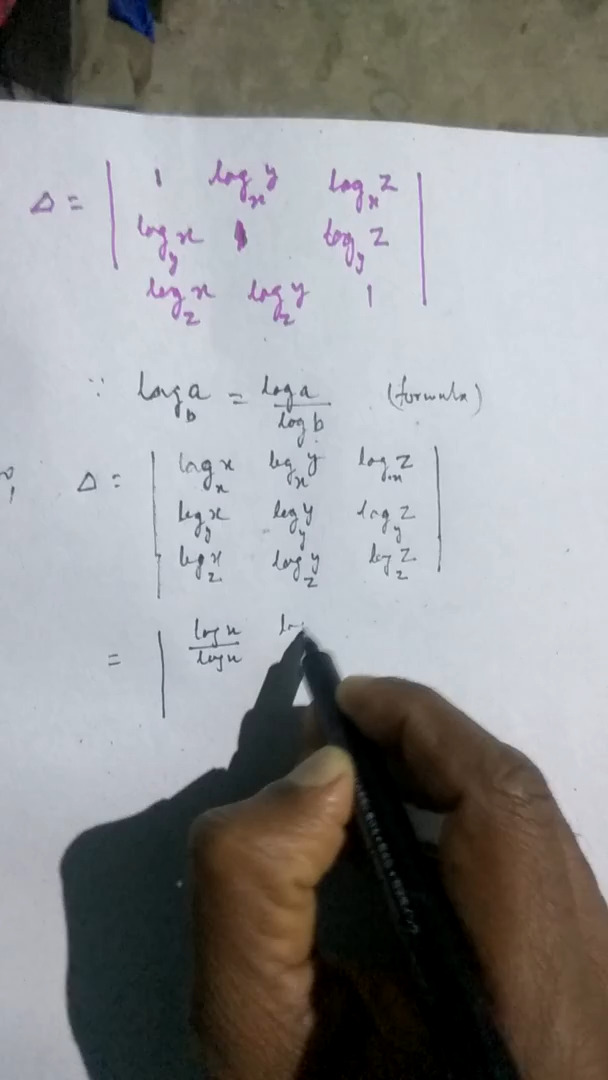 Δ = | 1 log_x y log_x z |
| log_y x 1 log_y z |
| log_z x log_z y 1 |
∵ log_b a = log a / log b (formula)
Δ = | log_x x log_x y log_x z |
| log_y x log_y y log_y z |
| log_z x log_z y log_z z |
= | log x / log x